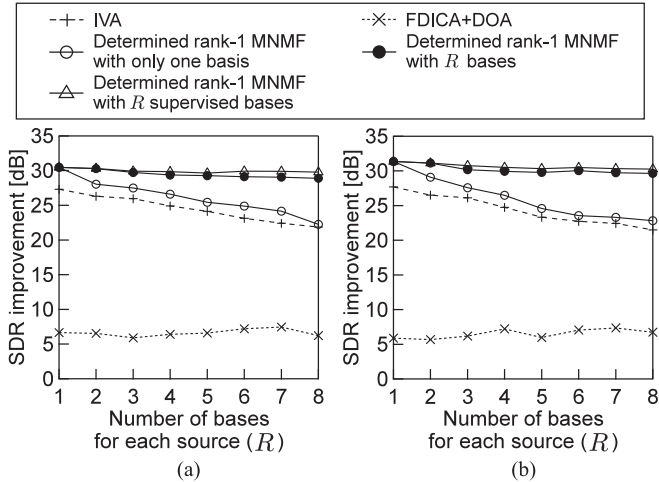 IVA
FDICA+DOA
Determined rank-1 MNMF
with only one basis
Determined rank-1 MNMF
with R bases
Determined rank-1 MNMF
with R supervised bases
SDR improvement [dB]
35
30
25
20
15
10
5
0
1 2 3 4 5 6 7 8
Number of bases
for each source (R)
(a)
SDR improvement [dB]
35
30
25
20
15
10
5
0
1 2 3 4 5 6 7 8
Number of bases
for each source (R)
(b)